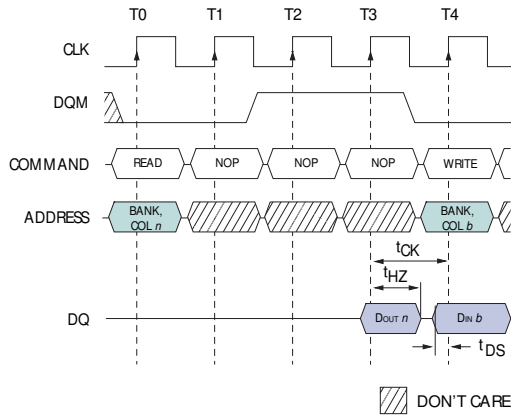 T0 T1 T2 T3 T4
CLK
DQM
COMMAND READ NOP NOP NOP WRITE
ADDRESS BANK, COL n BANK, COL b
tCK
tHZ
DQ DOUT n DIN b
tDS
DON'T CARE